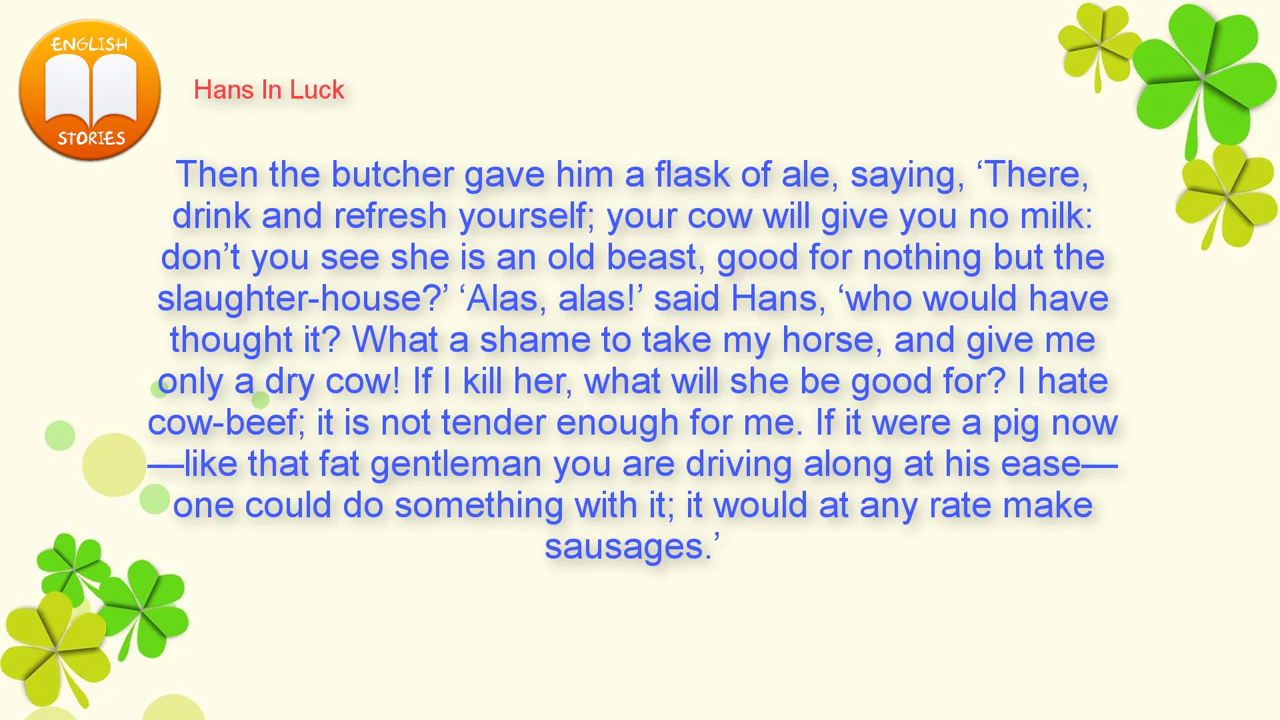 ENGLISH
STORIES
Hans In Luck
Then the butcher gave him a flask of ale, saying, ‘There,
drink and refresh yourself; your cow will give you no milk:
don’t you see she is an old beast, good for nothing but the
slaughter-house?’ ‘Alas, alas!’ said Hans, ‘who would have
thought it? What a shame to take my horse, and give me
only a dry cow! If I kill her, what will she be good for? I hate
cow-beef; it is not tender enough for me. If it were a pig now
—like that fat gentleman you are driving along at his ease—
one could do something with it; it would at any rate make
sausages.’